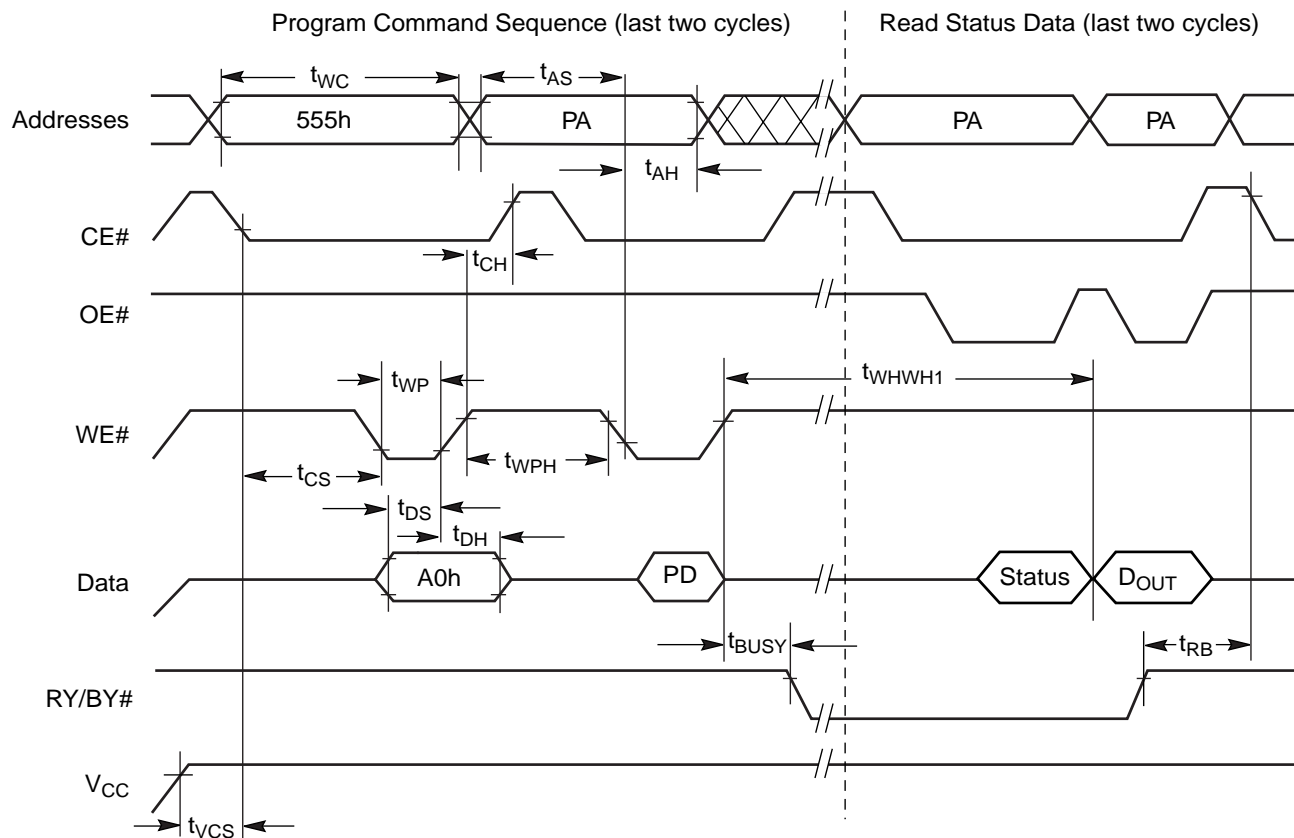 Program Command Sequence (last two cycles)
Read Status Data (last two cycles)
tWC
tAS
Addresses
555h
PA
PA
PA
tAH
CE#
tCH
OE#
tWP
tWHWH1
WE#
tCS
tWPH
tDS
tDH
Data
A0h
PD
Status
DOUT
tBUSY
tRB
RY/BY#
VCC
tVCS